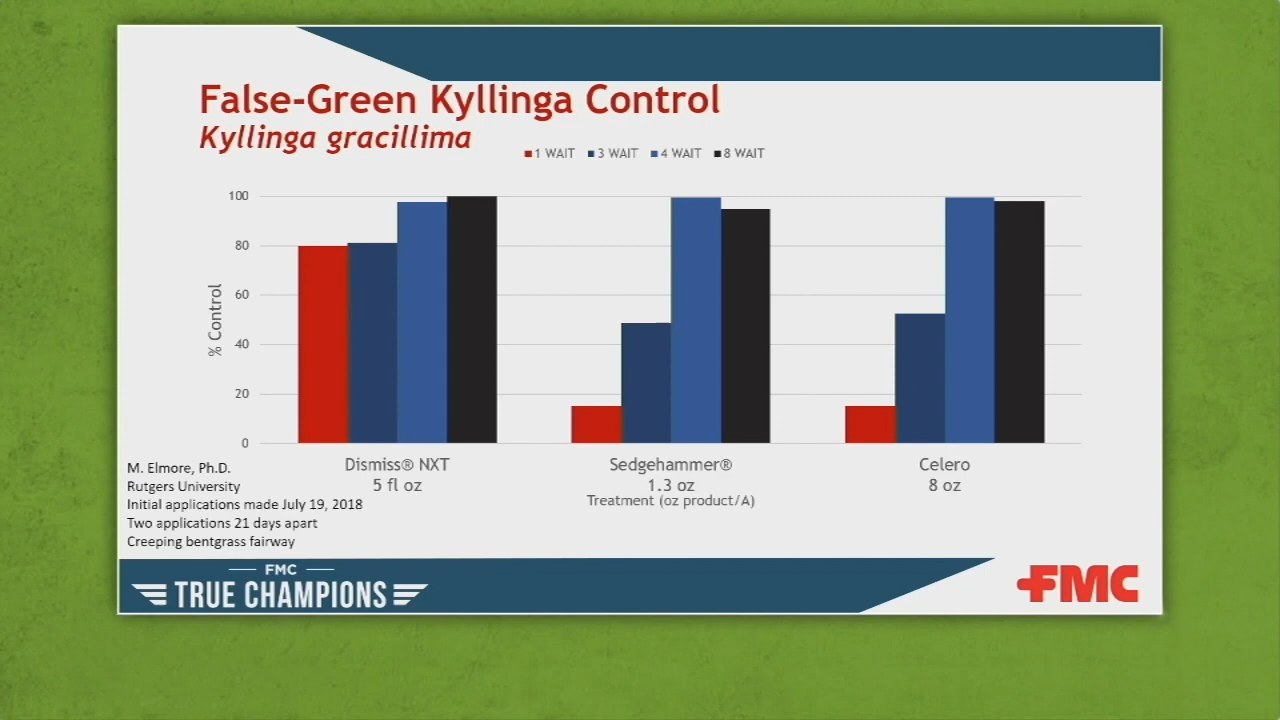 False-Green Kyllinga Control
Kyllinga gracillima
1 WAIT 3 WAIT 4 WAIT 8 WAIT
100
80
60
40
20
0
% Control
Dismiss® NXT
5 fl oz
Sedgehammer®
1.3 oz
Celero
8 oz
Treatment (oz product/A)
M. Elmore, Ph.D.
Rutgers University
Initial applications made July 19, 2018
Two applications 21 days apart
Creeping bentgrass fairway
FMC
TRUE CHAMPIONS
FMC